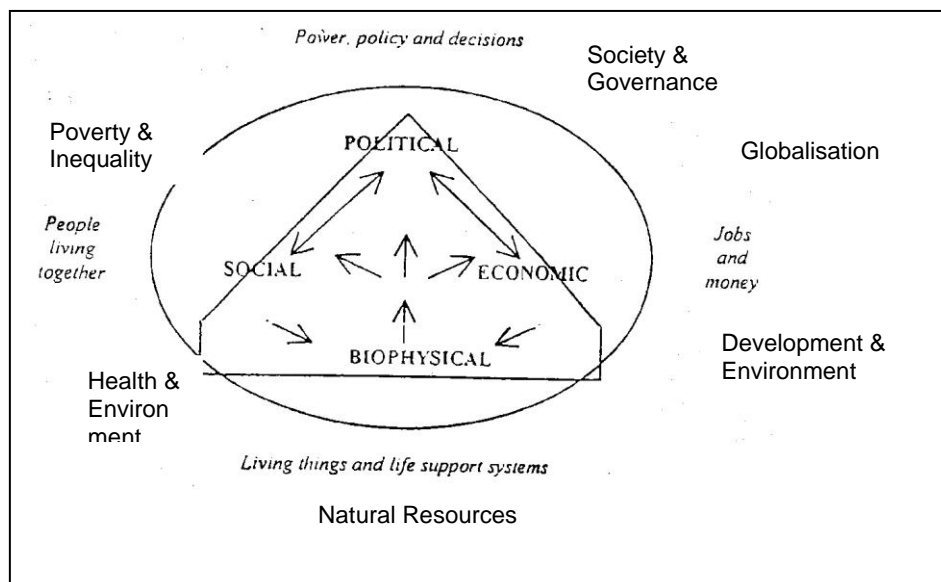 Power, policy and decisions
Society &
Governance
Poverty &
Inequality
POLITICAL
Globalisation
People
living
together
SOCIAL
ECONOMIC
Jobs
and
money
BIOPHYSICAL
Development &
Environment
Health &
Environ
ment
Living things and life support systems
Natural Resources